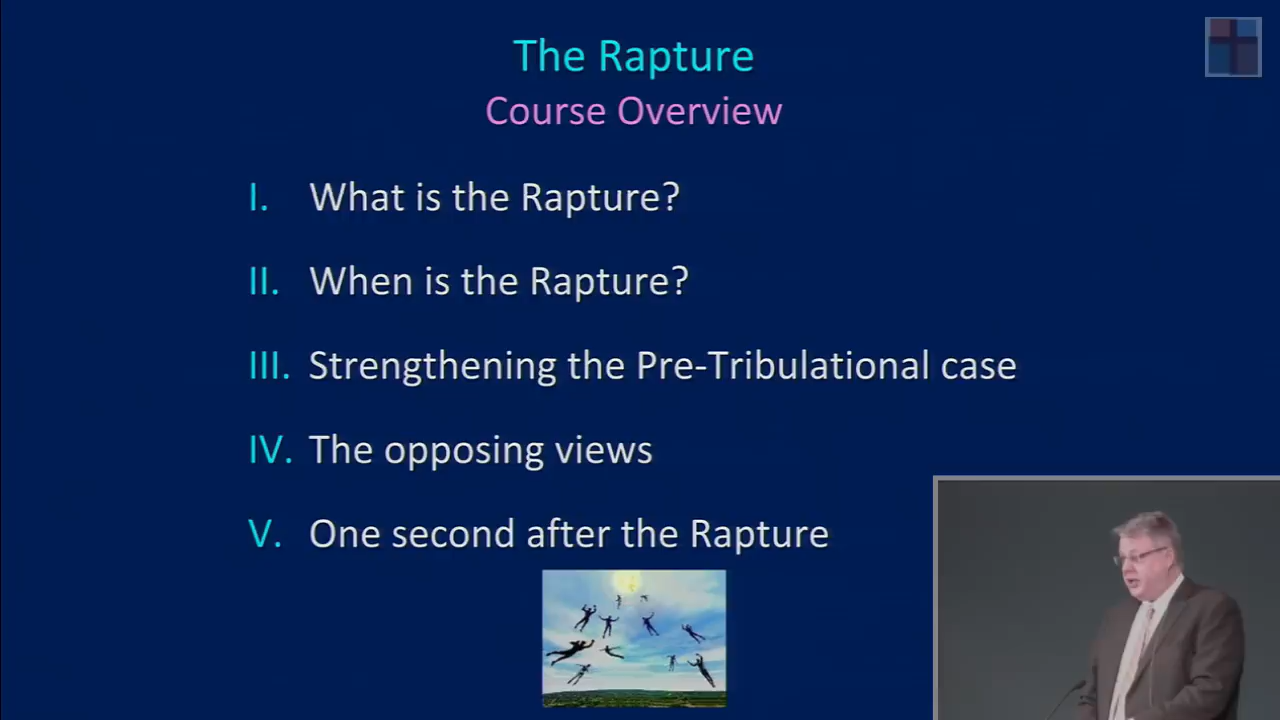 The Rapture
Course Overview
I. What is the Rapture?
II. When is the Rapture?
III. Strengthening the Pre-Tribulational case
IV. The opposing views
V. One second after the Rapture